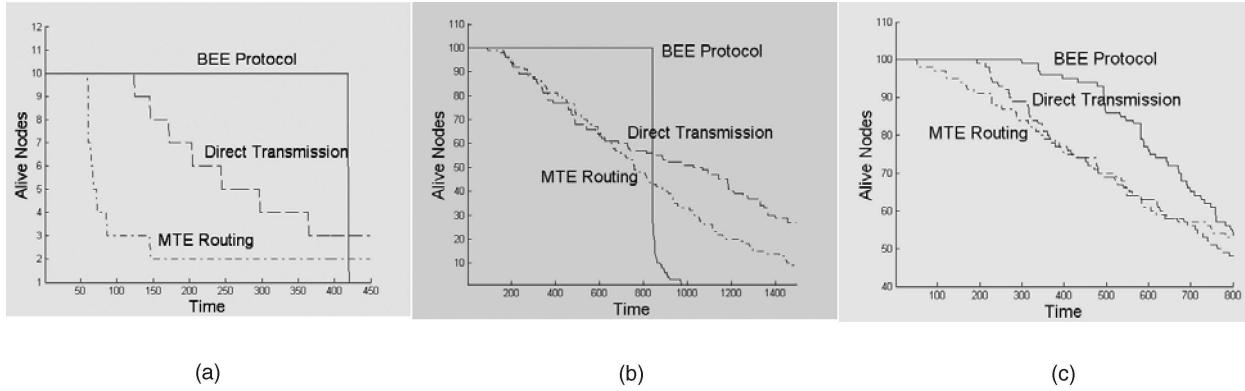 12
11
10
9
8
7
6
5
4
3
2
1
Alive Nodes
BEE Protocol
Direct Transmission
MTE Routing
0 50 100 150 200 250 300 350 400 450
Time
(a)
110
100
90
80
70
60
50
40
30
20
10
Alive Nodes
BEE Protocol
Direct Transmission
MTE Routing
200 400 600 800 1000 1200 1400
Time
(b)
110
100
90
80
70
60
50
40
Alive Nodes
BEE Protocol
Direct Transmission
MTE Routing
100 200 300 400 500 600 700 800
Time
(c)